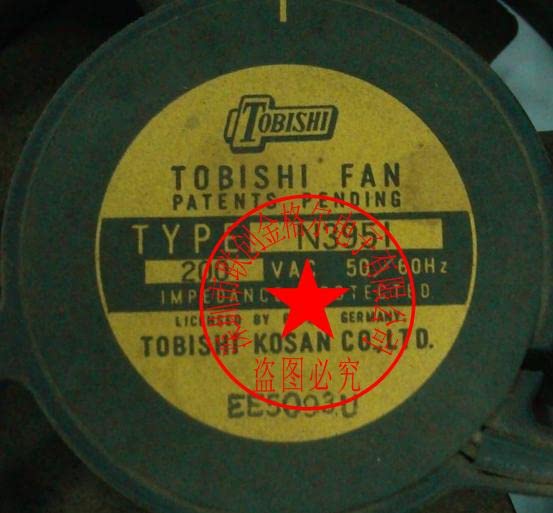 TOBISHI
TOBISHI FAN
PATENTS PENDING
TYPE N3951
200 VAC 50 60Hz
IMPEDANCE PROTECTED
LICENSED BY GERMANY.
TOBISHI KOSAN CO.,LTD.
盗图必究
EE5093U